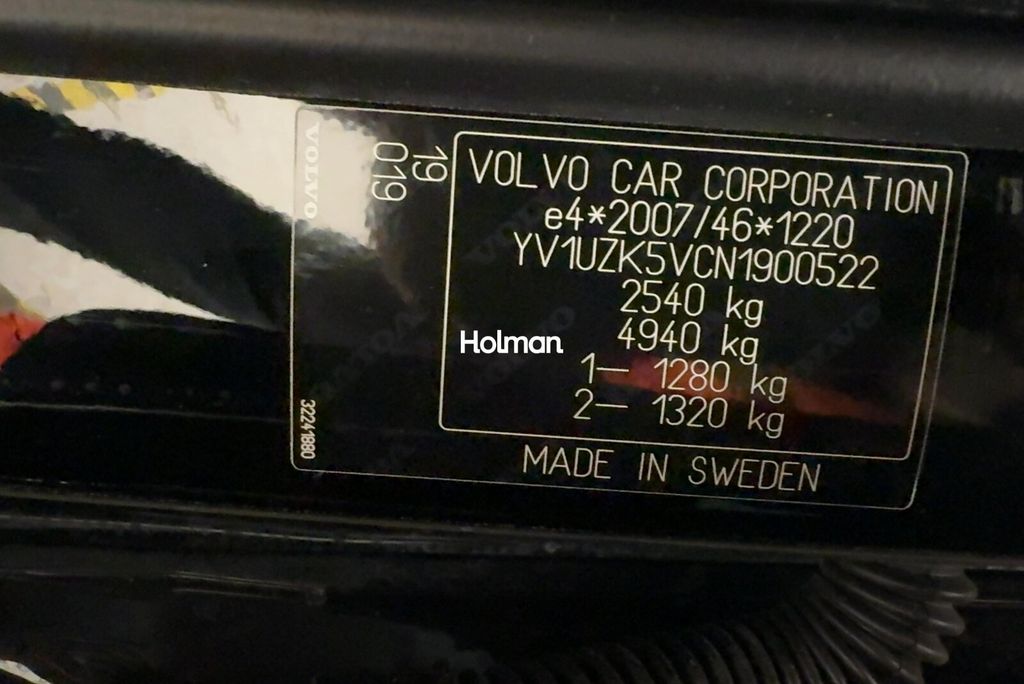 VOLVO
19
019
VOLVO CAR CORPORATION
e4*2007/46*1220
YV1UZK5VCN1900522
2540 kg
4940 kg
1— 1280 kg
2— 1320 kg
MADE IN SWEDEN
32241880
Holman